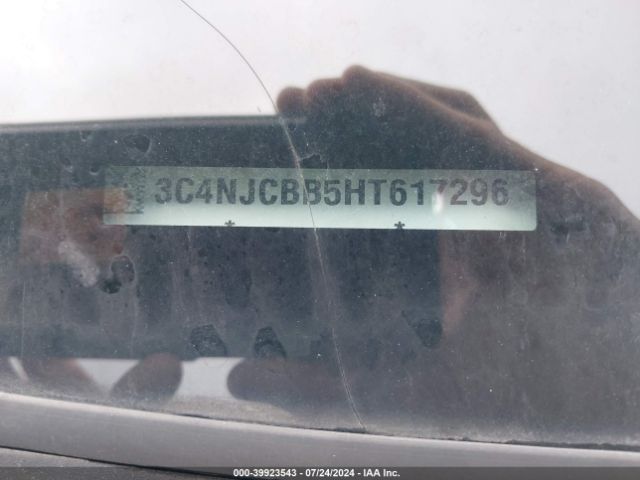 3C4NJCBB5HT617296
* *
000-39923543 - 07/24/2024 - IAA Inc.